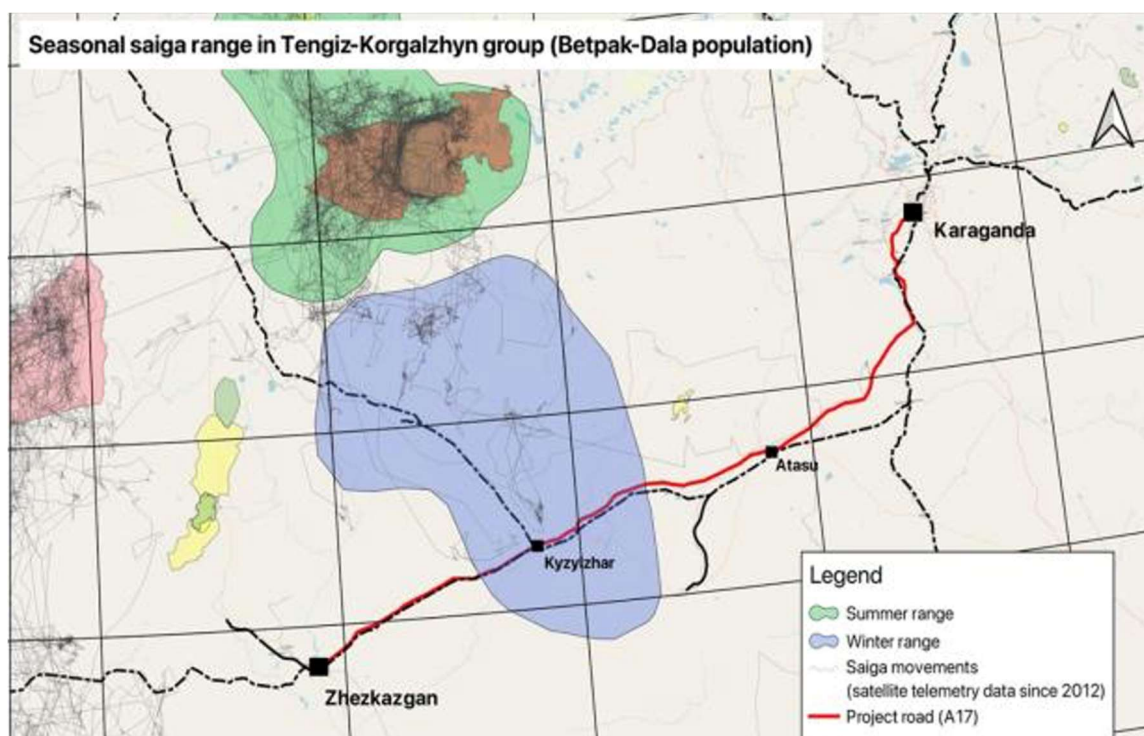 Seasonal saiga range in Tengiz-Korgalzhyn group (Betpak-Dala population)
Karaganda
Atasu
Kyzylzhar
Zhezkazgan
Legend
Summer range
Winter range
Saiga movements
(satellite telemetry data since 2012)
Project road (A17)